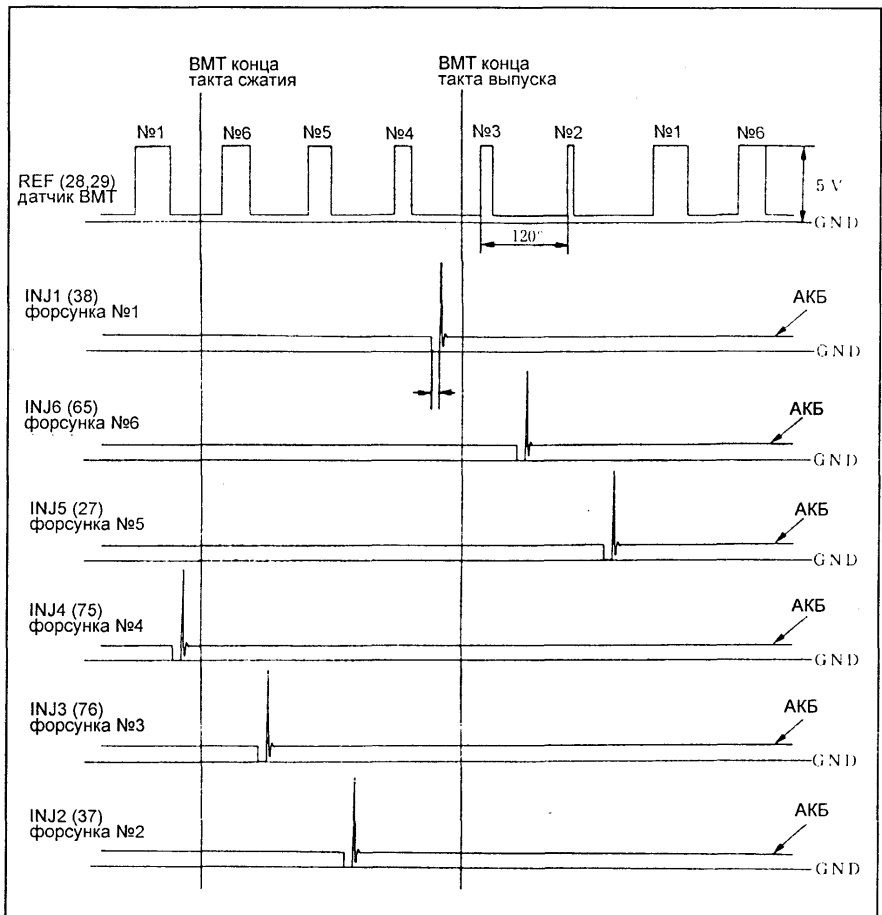 ВМТ конца
такта сжатия
ВМТ конца
такта выпуска
№1
№6
№5
№4
№3
№2
№1
№6
REF (28,29)
датчик ВМТ
5 V
GND
120°
INJ1 (38)
форсунка №1
АКБ
GND
INJ6 (65)
форсунка №6
АКБ
GND
INJ5 (27)
форсунка №5
АКБ
GND
INJ4 (75)
форсунка №4
АКБ
GND
INJ3 (76)
форсунка №3
АКБ
GND
INJ2 (37)
форсунка №2
АКБ
GND